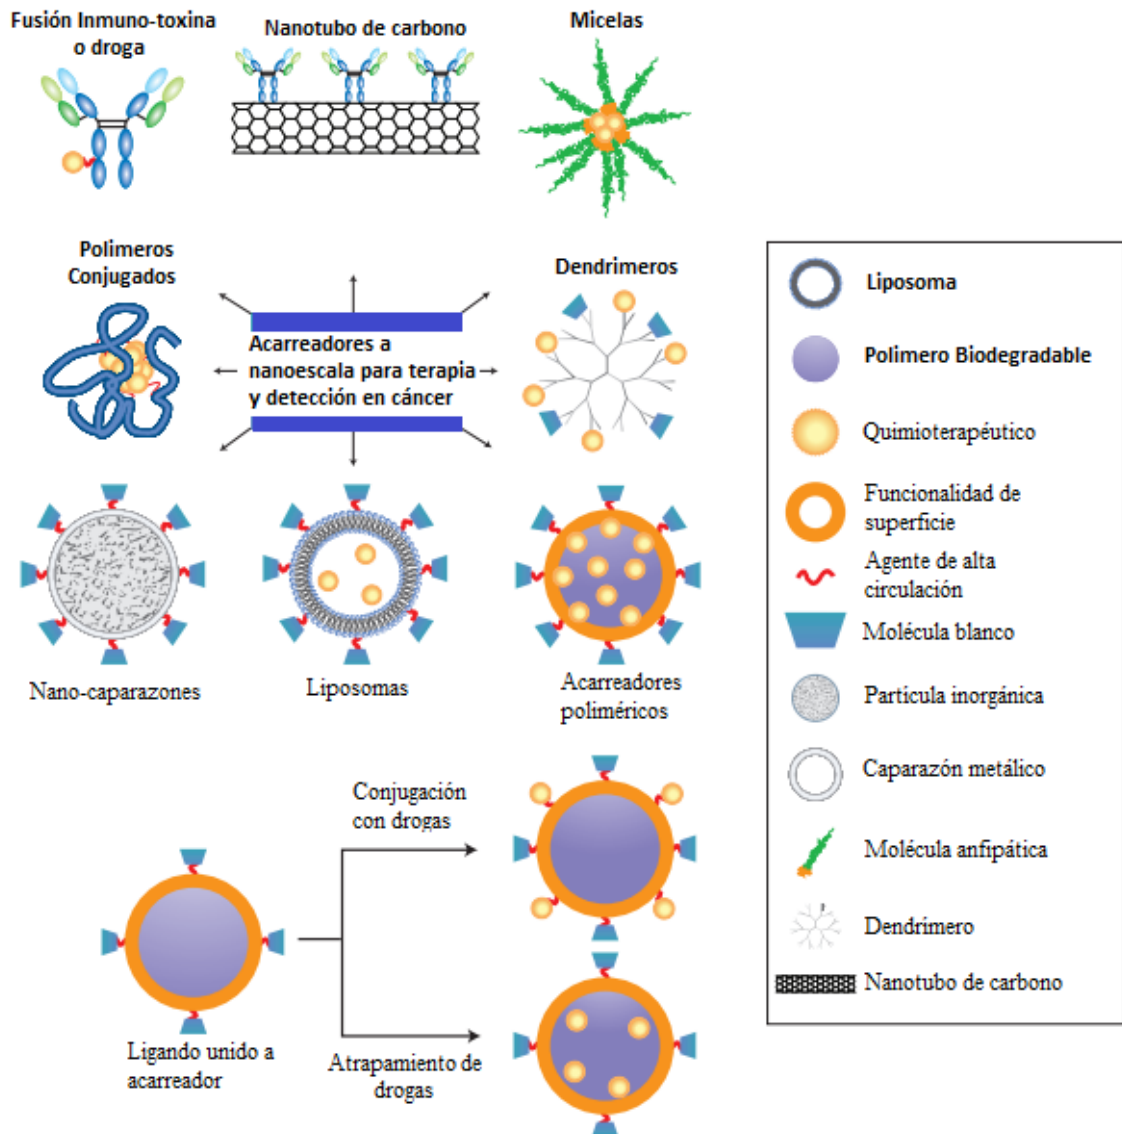 Fusión Inmuno-toxina
o droga
Nanotubo de carbono
Micelas
Polimeros
Conjugados
Dendrimeros
Acarreadores a
nanoescala para terapia
y detección en cáncer
Nano-caparazones
Liposomas
Acarreadores
poliméricos
Conjugación
con drogas
Ligando unido a
acarreador
Atrapamiento de
drogas
Liposoma
Polimero Biodegradable
Quimioterapéutico
Funcionalidad de
superficie
Agente de alta
circulación
Molécula blanco
Partícula inorgánica
Caparazón metálico
Molécula anfipática
Dendrímero
Nanotubo de carbono